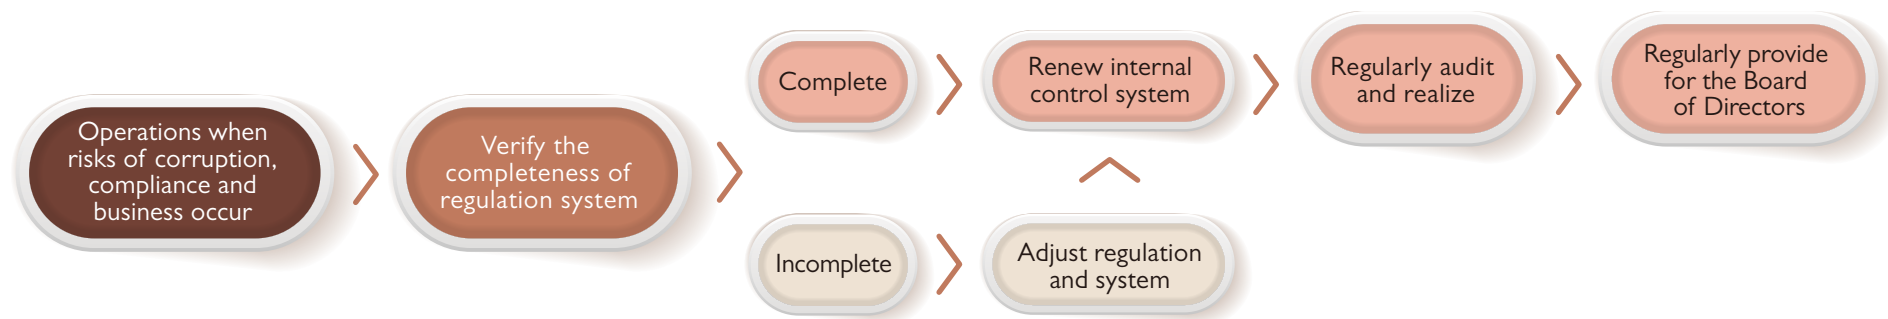 Operations when
risks of corruption,
compliance and
business occur
Verify the
completeness of
regulation system
Complete
Renew internal
control system
Regularly audit
and realize
Regularly provide
for the Board
of Directors
Incomplete
Adjust regulation
and system